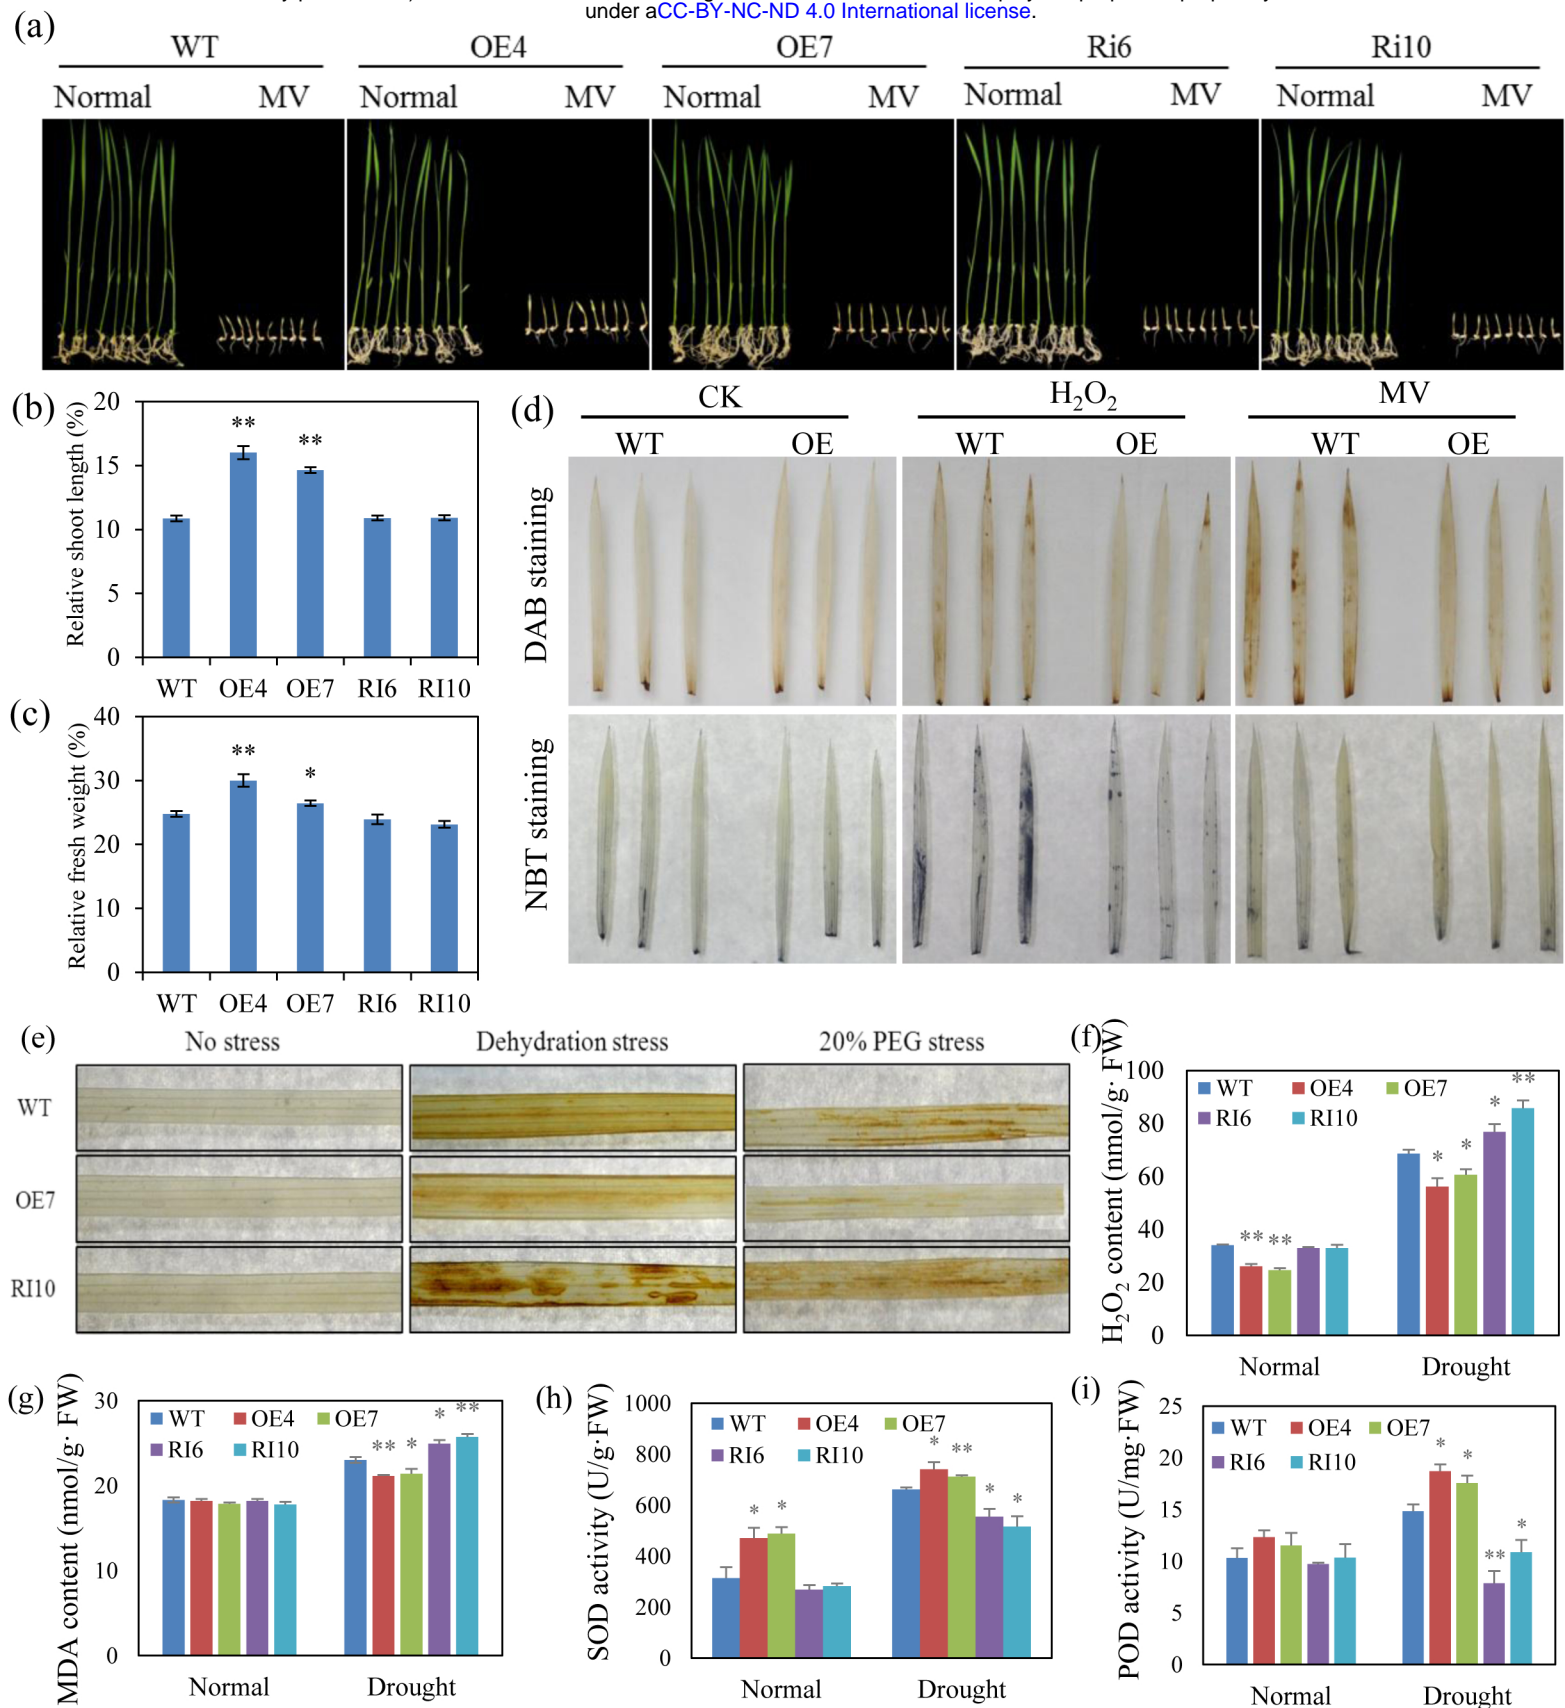 under aCC-BY-NC-ND 4.0 International license.
(a)
WT OE4 OE7 Ri6 Ri10
Normal MV Normal MV Normal MV Normal MV Normal MV
(b)
Relative shoot length (%)
20
15
10
5
0
WT OE4 OE7 RI6 RI10
** **
(c)
Relative fresh weight (%)
40
30
20
10
0
WT OE4 OE7 RI6 RI10
** *
(d)
CK H₂O₂ MV
WT OE WT OE WT OE
DAB staining
NBT staining
(e)
No stress Dehydration stress 20% PEG stress
WT
OE7
RI10
(f)
H₂O₂ content (nmol/g· FW)
100
80
60
40
20
0
WT OE4 OE7
RI6 RI10
** ** * * * **
Normal Drought
(g)
MDA content (nmol/g· FW)
30
20
10
0
WT OE4 OE7
RI6 RI10
** * * **
Normal Drought
(h)
SOD activity (U/g·FW)
1000
800
600
400
200
0
WT OE4 OE7
RI6 RI10
* * * ** * *
Normal Drought
(i)
POD activity (U/mg·FW)
25
20
15
10
5
0
WT OE4 OE7
RI6 RI10
* * ** *
Normal Drought